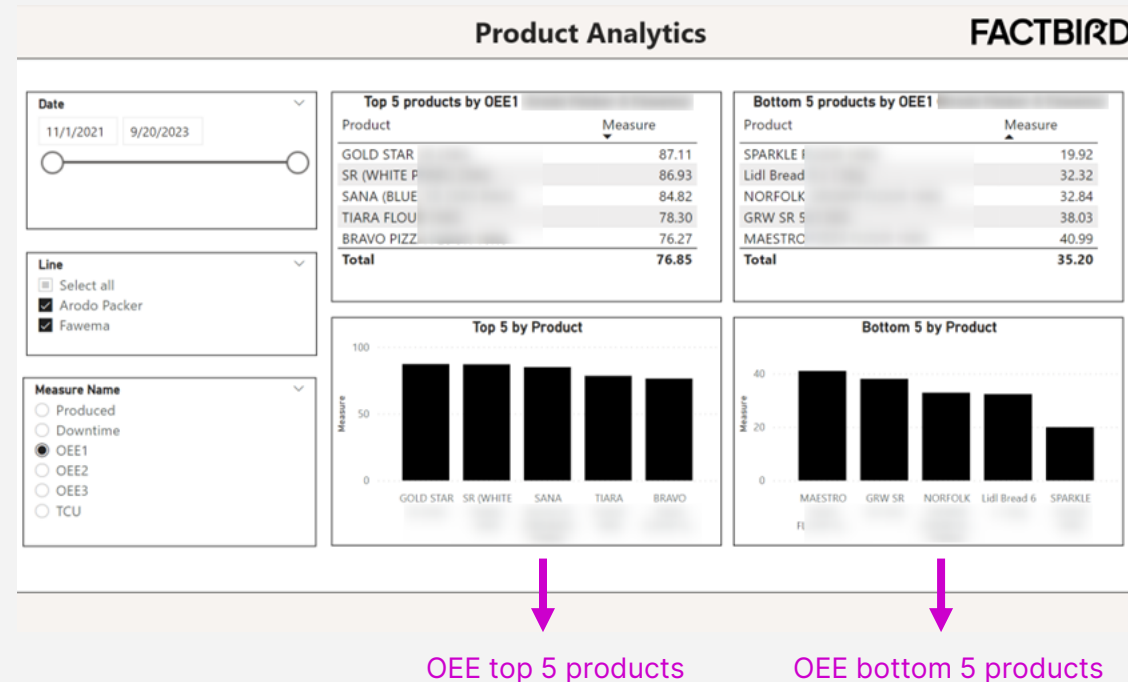 Product Analytics
FACTBIRD
Date
11/1/2021 9/20/2023
Line
Select all
Arodo Packer
Fawema
Measure Name
Produced
Downtime
OEE1
OEE2
OEE3
TCU
Top 5 products by OEE1
Product Measure
GOLD STAR 87.11
SR (WHITE P 86.93
SANA (BLUE 84.82
TIARA FLOU 78.30
BRAVO PIZZ 76.27
Total 76.85
Bottom 5 products by OEE1
Product Measure
SPARKLE 19.92
Lidl Bread 32.32
NORFOLK 32.84
GRW SR 5 38.03
MAESTRO 40.99
Total 35.20
Top 5 by Product
Measure
100
50
0
GOLD STAR SR (WHITE SANA TIARA BRAVO
Bottom 5 by Product
Measure
40
20
0
MAESTRO GRW SR NORFOLK Lidl Bread 6 SPARKLE
OEE top 5 products
OEE bottom 5 products